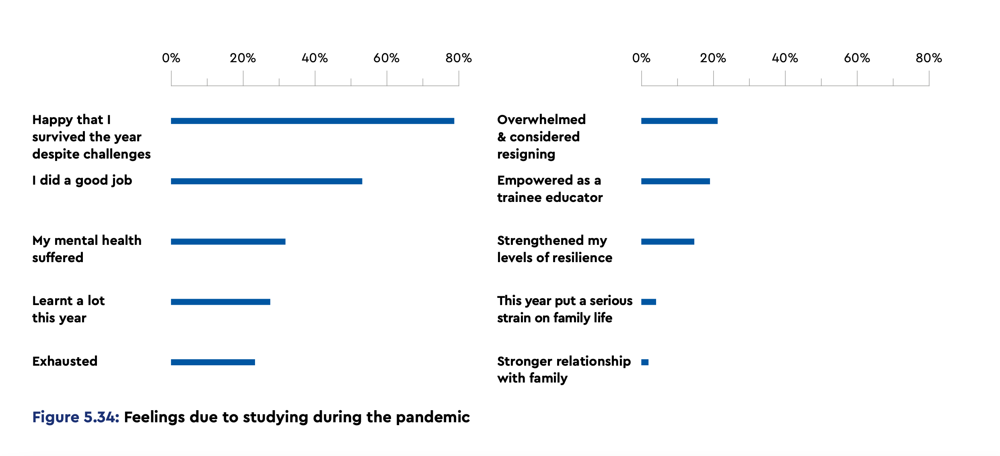 0% 20% 40% 60% 80%
Happy that I
survived the year
despite challenges
I did a good job
My mental health
suffered
Learnt a lot
this year
Exhausted
0% 20% 40% 60% 80%
Overwhelmed
& considered
resigning
Empowered as a
trainee educator
Strengthened my
levels of resilience
This year put a serious
strain on family life
Stronger relationship
with family
Figure 5.34: Feelings due to studying during the pandemic